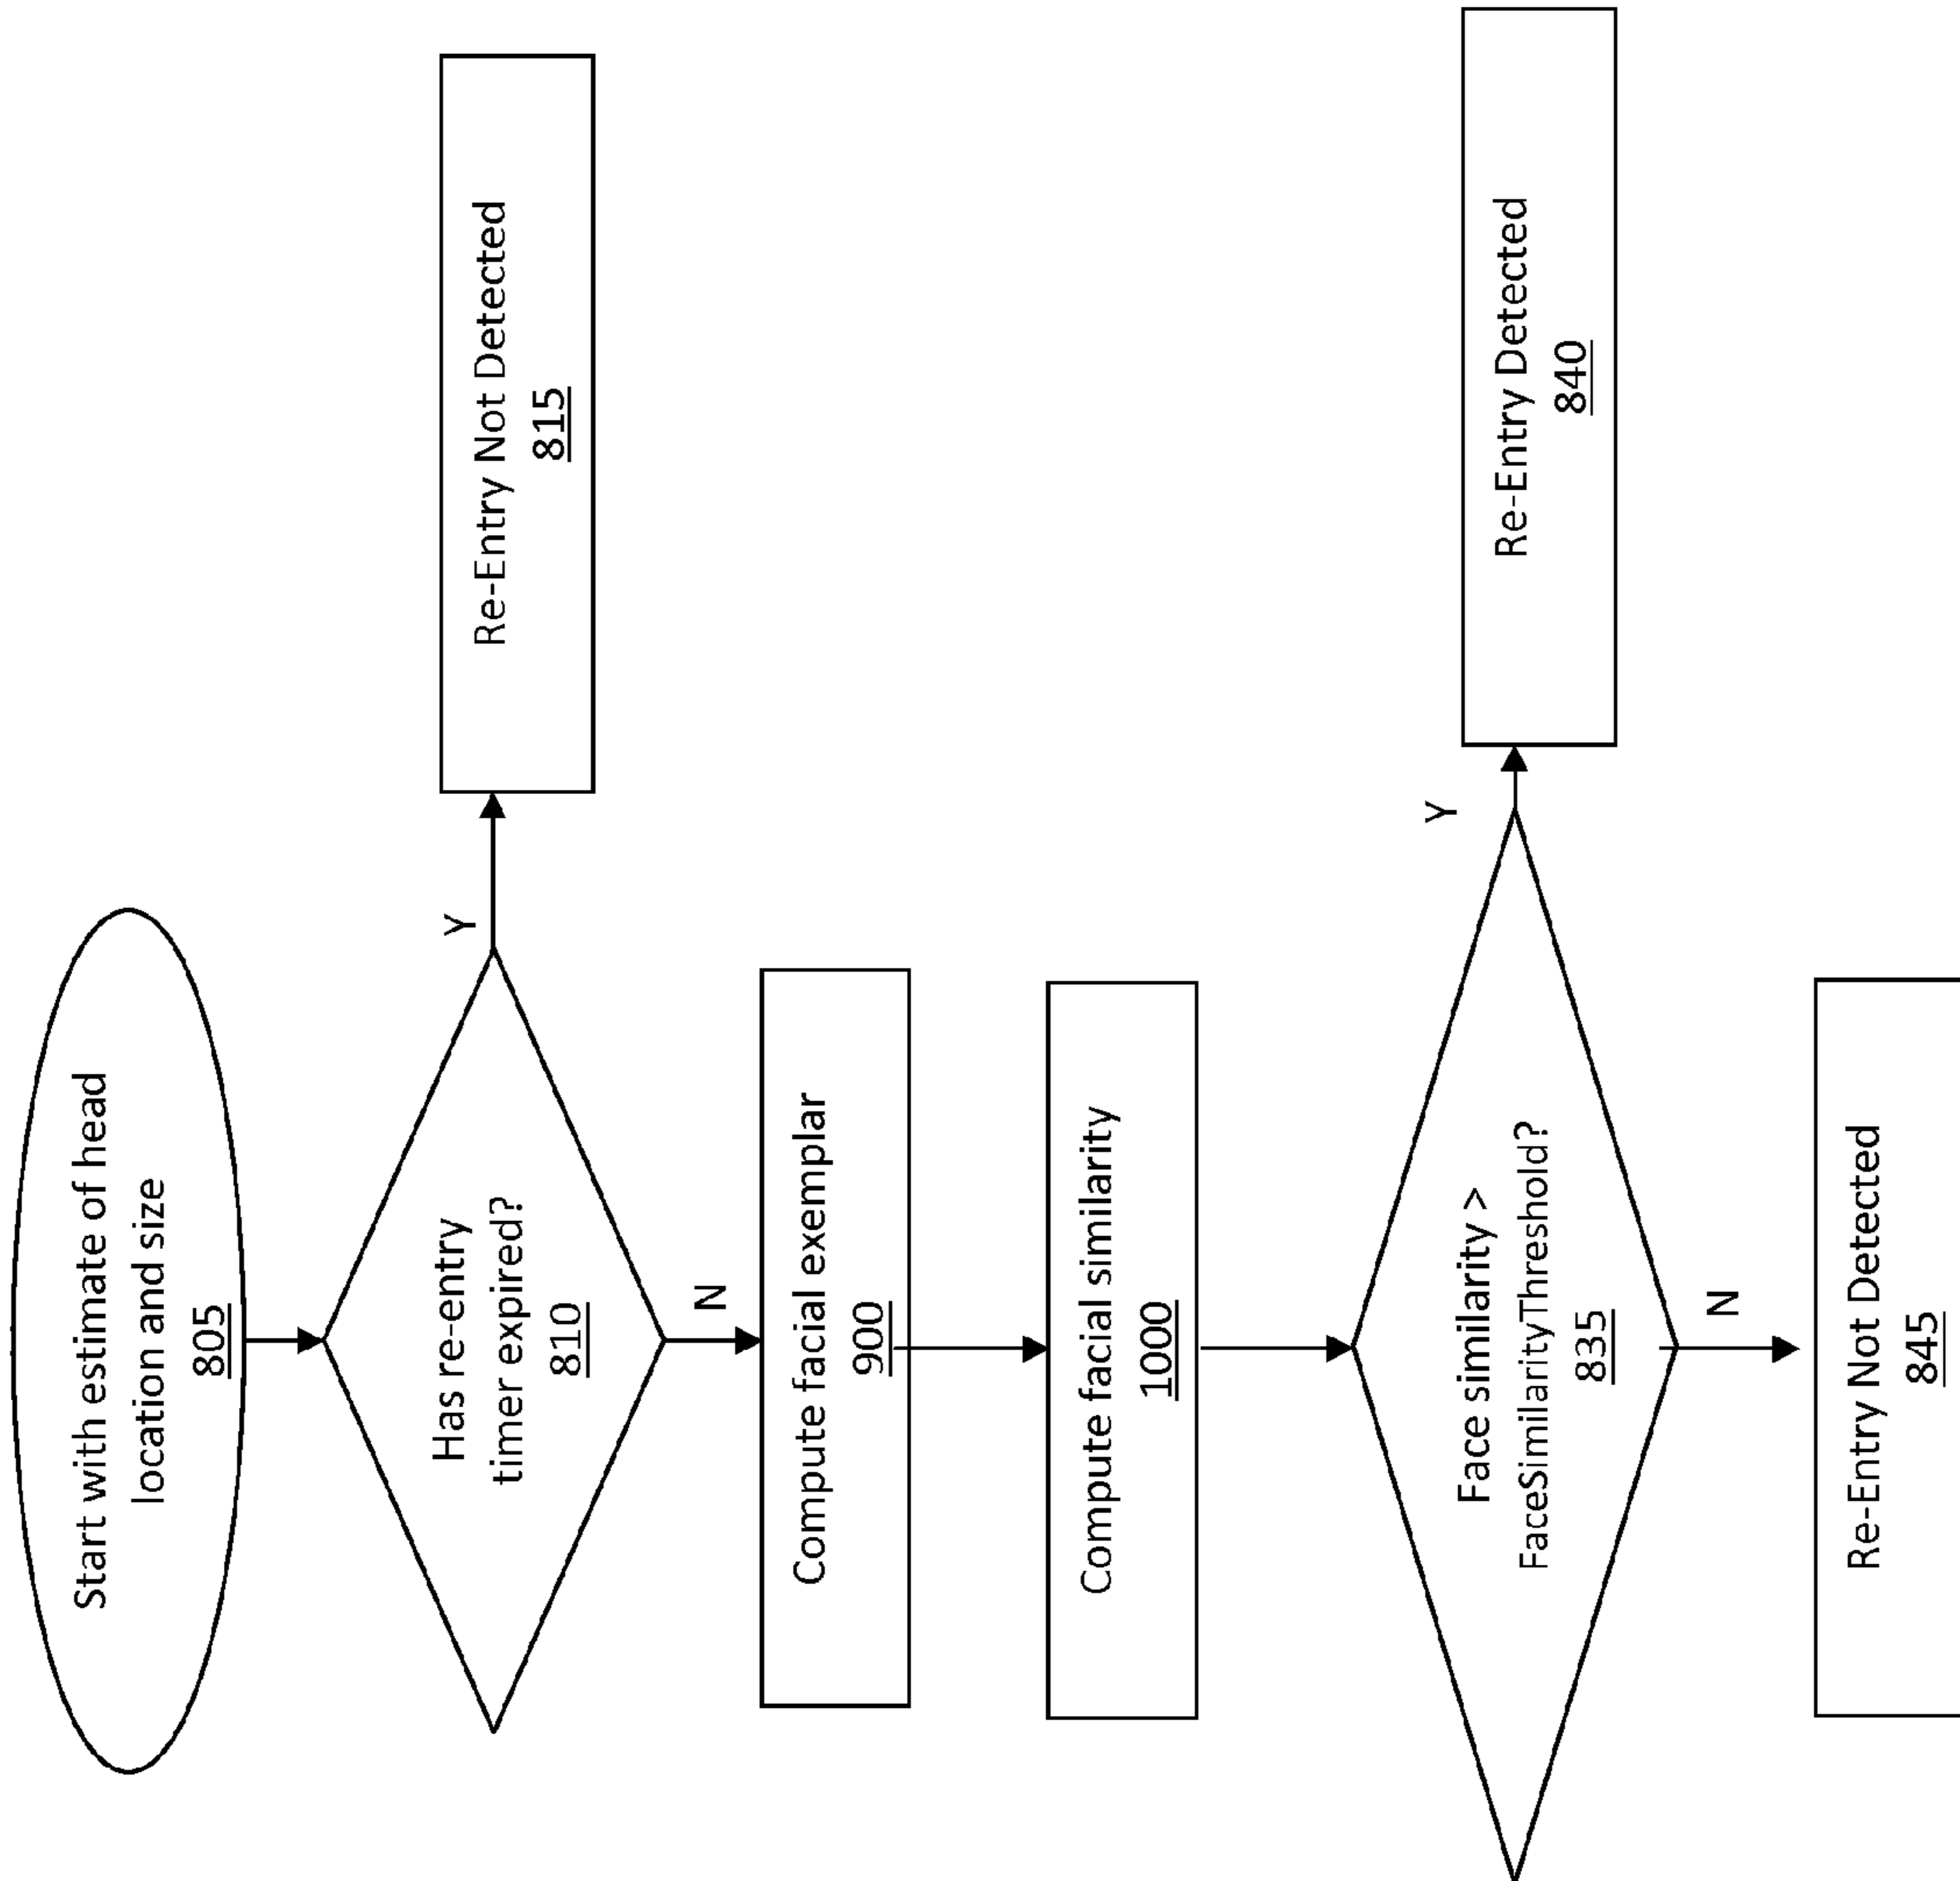 Start with estimate of head
location and size
805
Has re-entry
timer expired?
810
Y
Re-Entry Not Detected
815
N
Compute facial exemplar
900
Compute facial similarity
1000
Face similarity >
FaceSimilarityThreshold?
835
Y
Re-Entry Detected
840
N
Re-Entry Not Detected
845